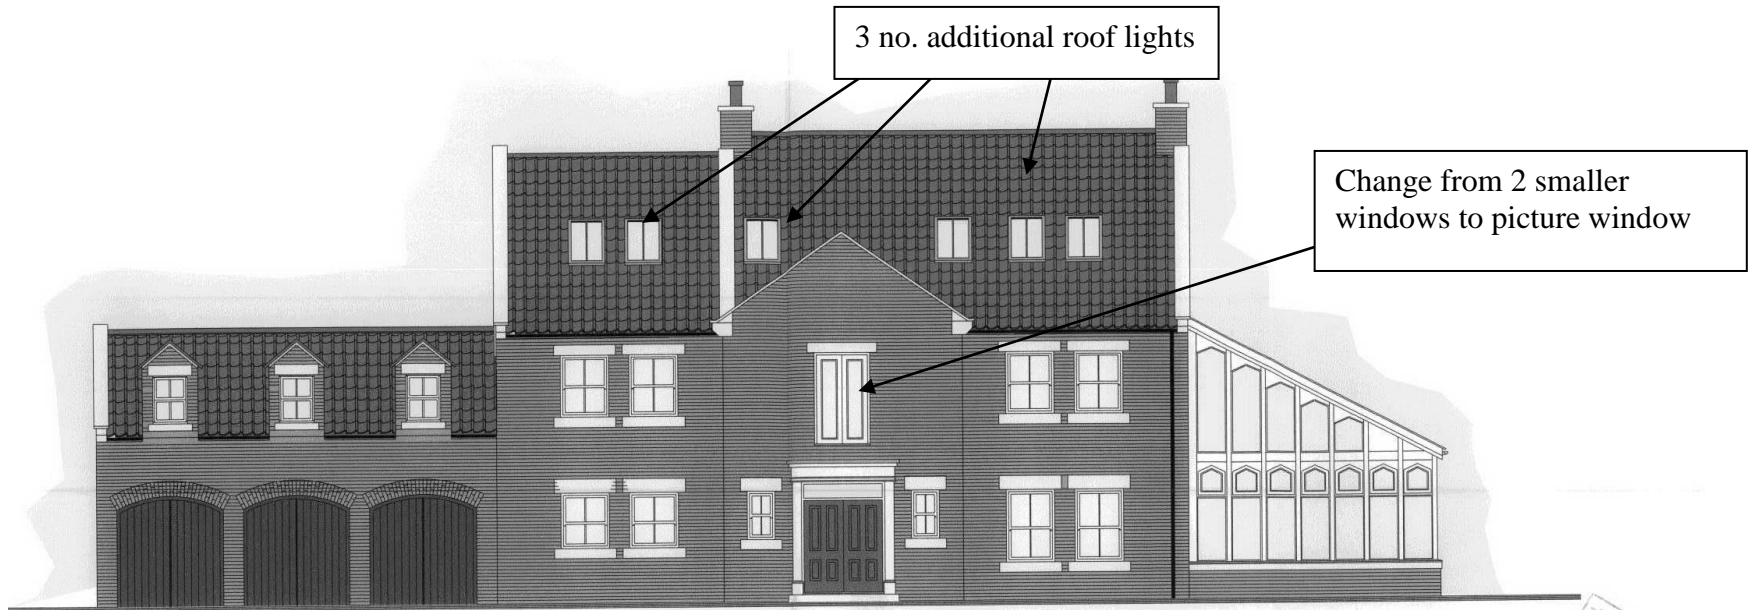 3 no. additional roof lights
Change from 2 smaller
windows to picture window